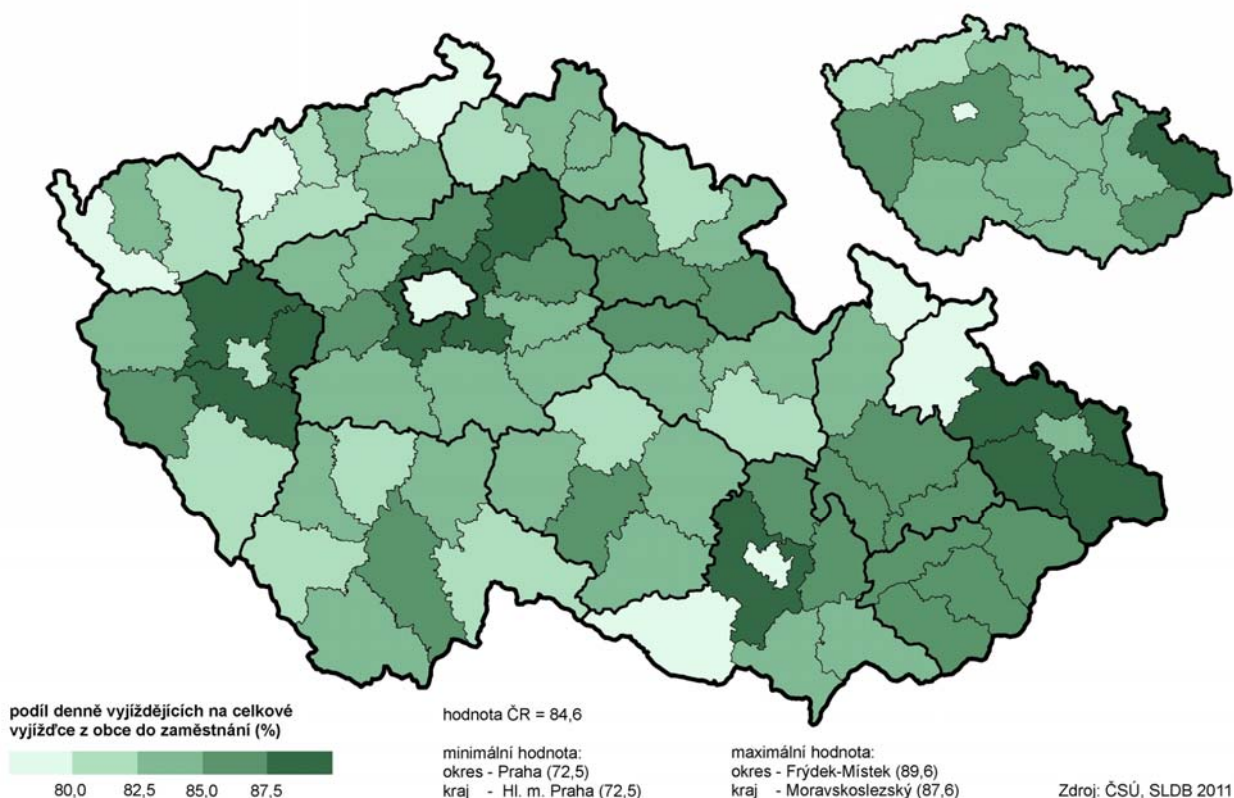 podíl denně vyjíždějících na celkové
vyjížďce z obce do zaměstnání (%)
80,0 82,5 85,0 87,5
hodnota ČR = 84,6
minimální hodnota:
okres - Praha (72,5)
kraj - Hl. m. Praha (72,5)
maximální hodnota:
okres - Frýdek-Místek (89,6)
kraj - Moravskoslezský (87,6)
Zdroj: ČSÚ, SLDB 2011